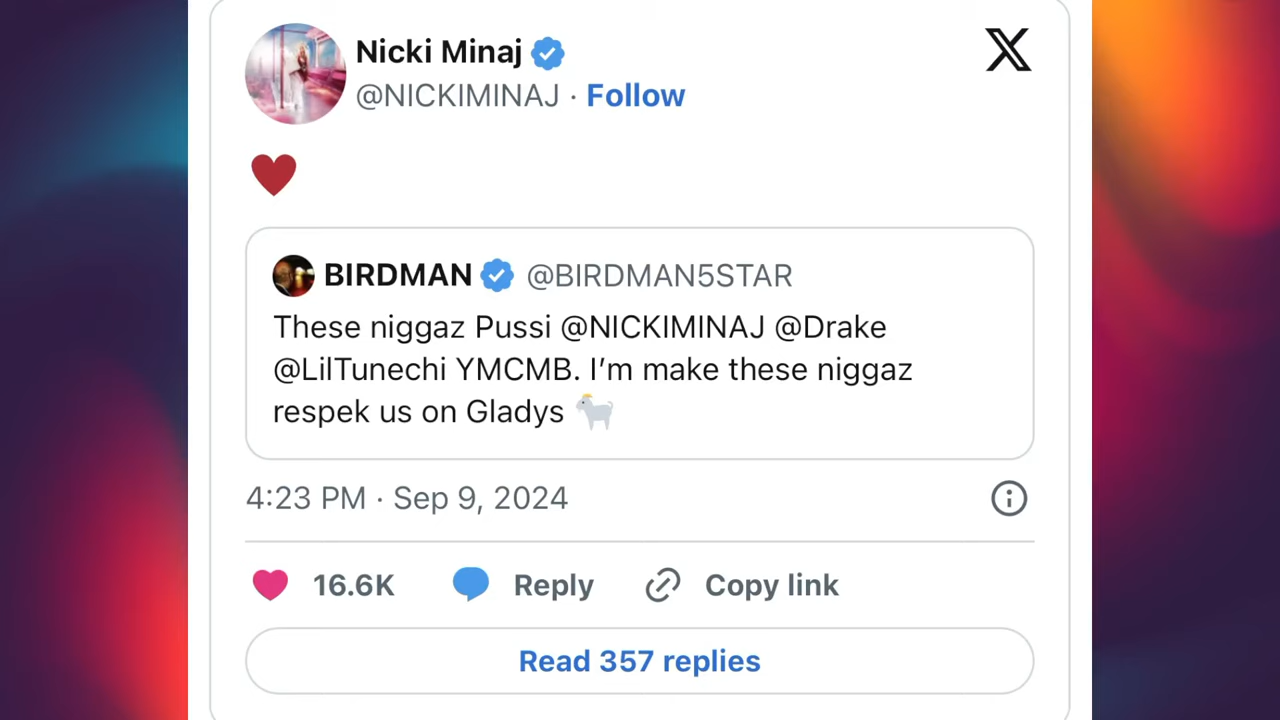 Nicki Minaj
@NICKIMINAJ · Follow
❤️
BIRDMAN @BIRDMAN5STAR
These niggaz Pussi @NICKIMINAJ @Drake
@LilTunechi YMCMB. I’m make these niggaz
respek us on Gladys 🐐
4:23 PM · Sep 9, 2024
16.6K Reply Copy link
Read 357 replies